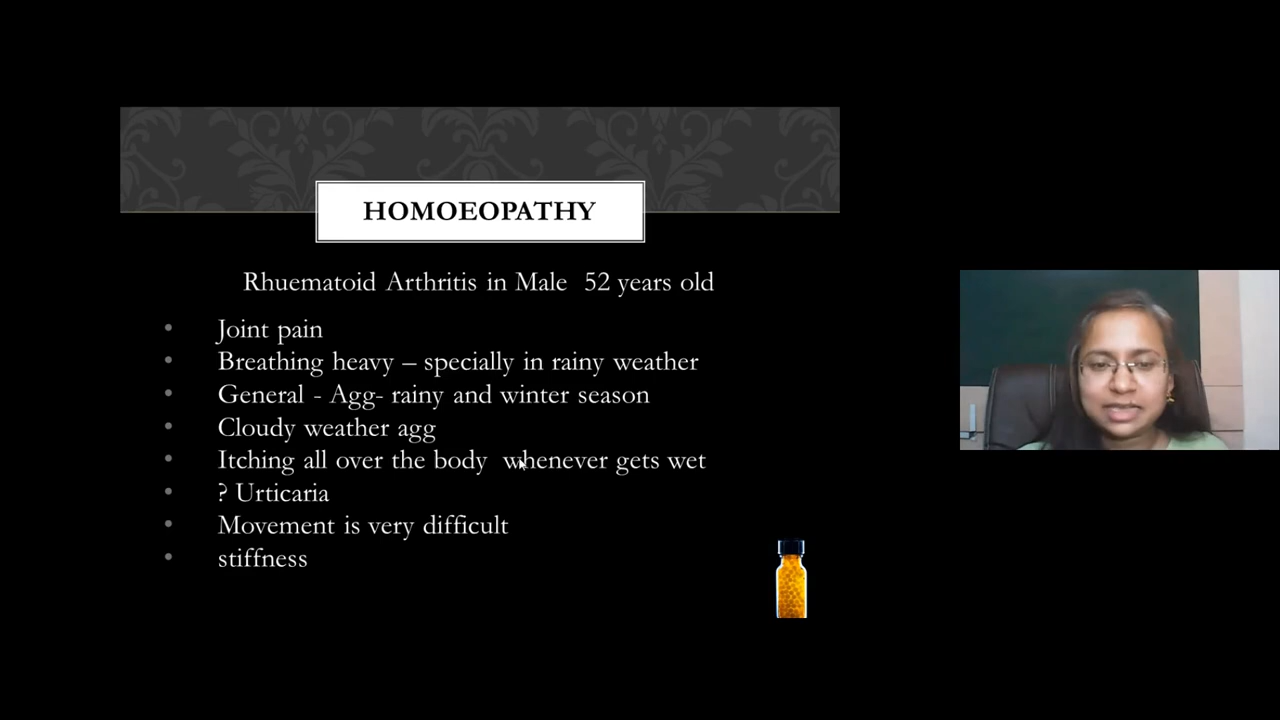 HOMOEOPATHY
Rhuematoid Arthritis in Male 52 years old
• Joint pain
• Breathing heavy – specially in rainy weather
• General - Agg- rainy and winter season
• Cloudy weather agg
• Itching all over the body whenever gets wet
• ? Urticaria
• Movement is very difficult
• stiffness